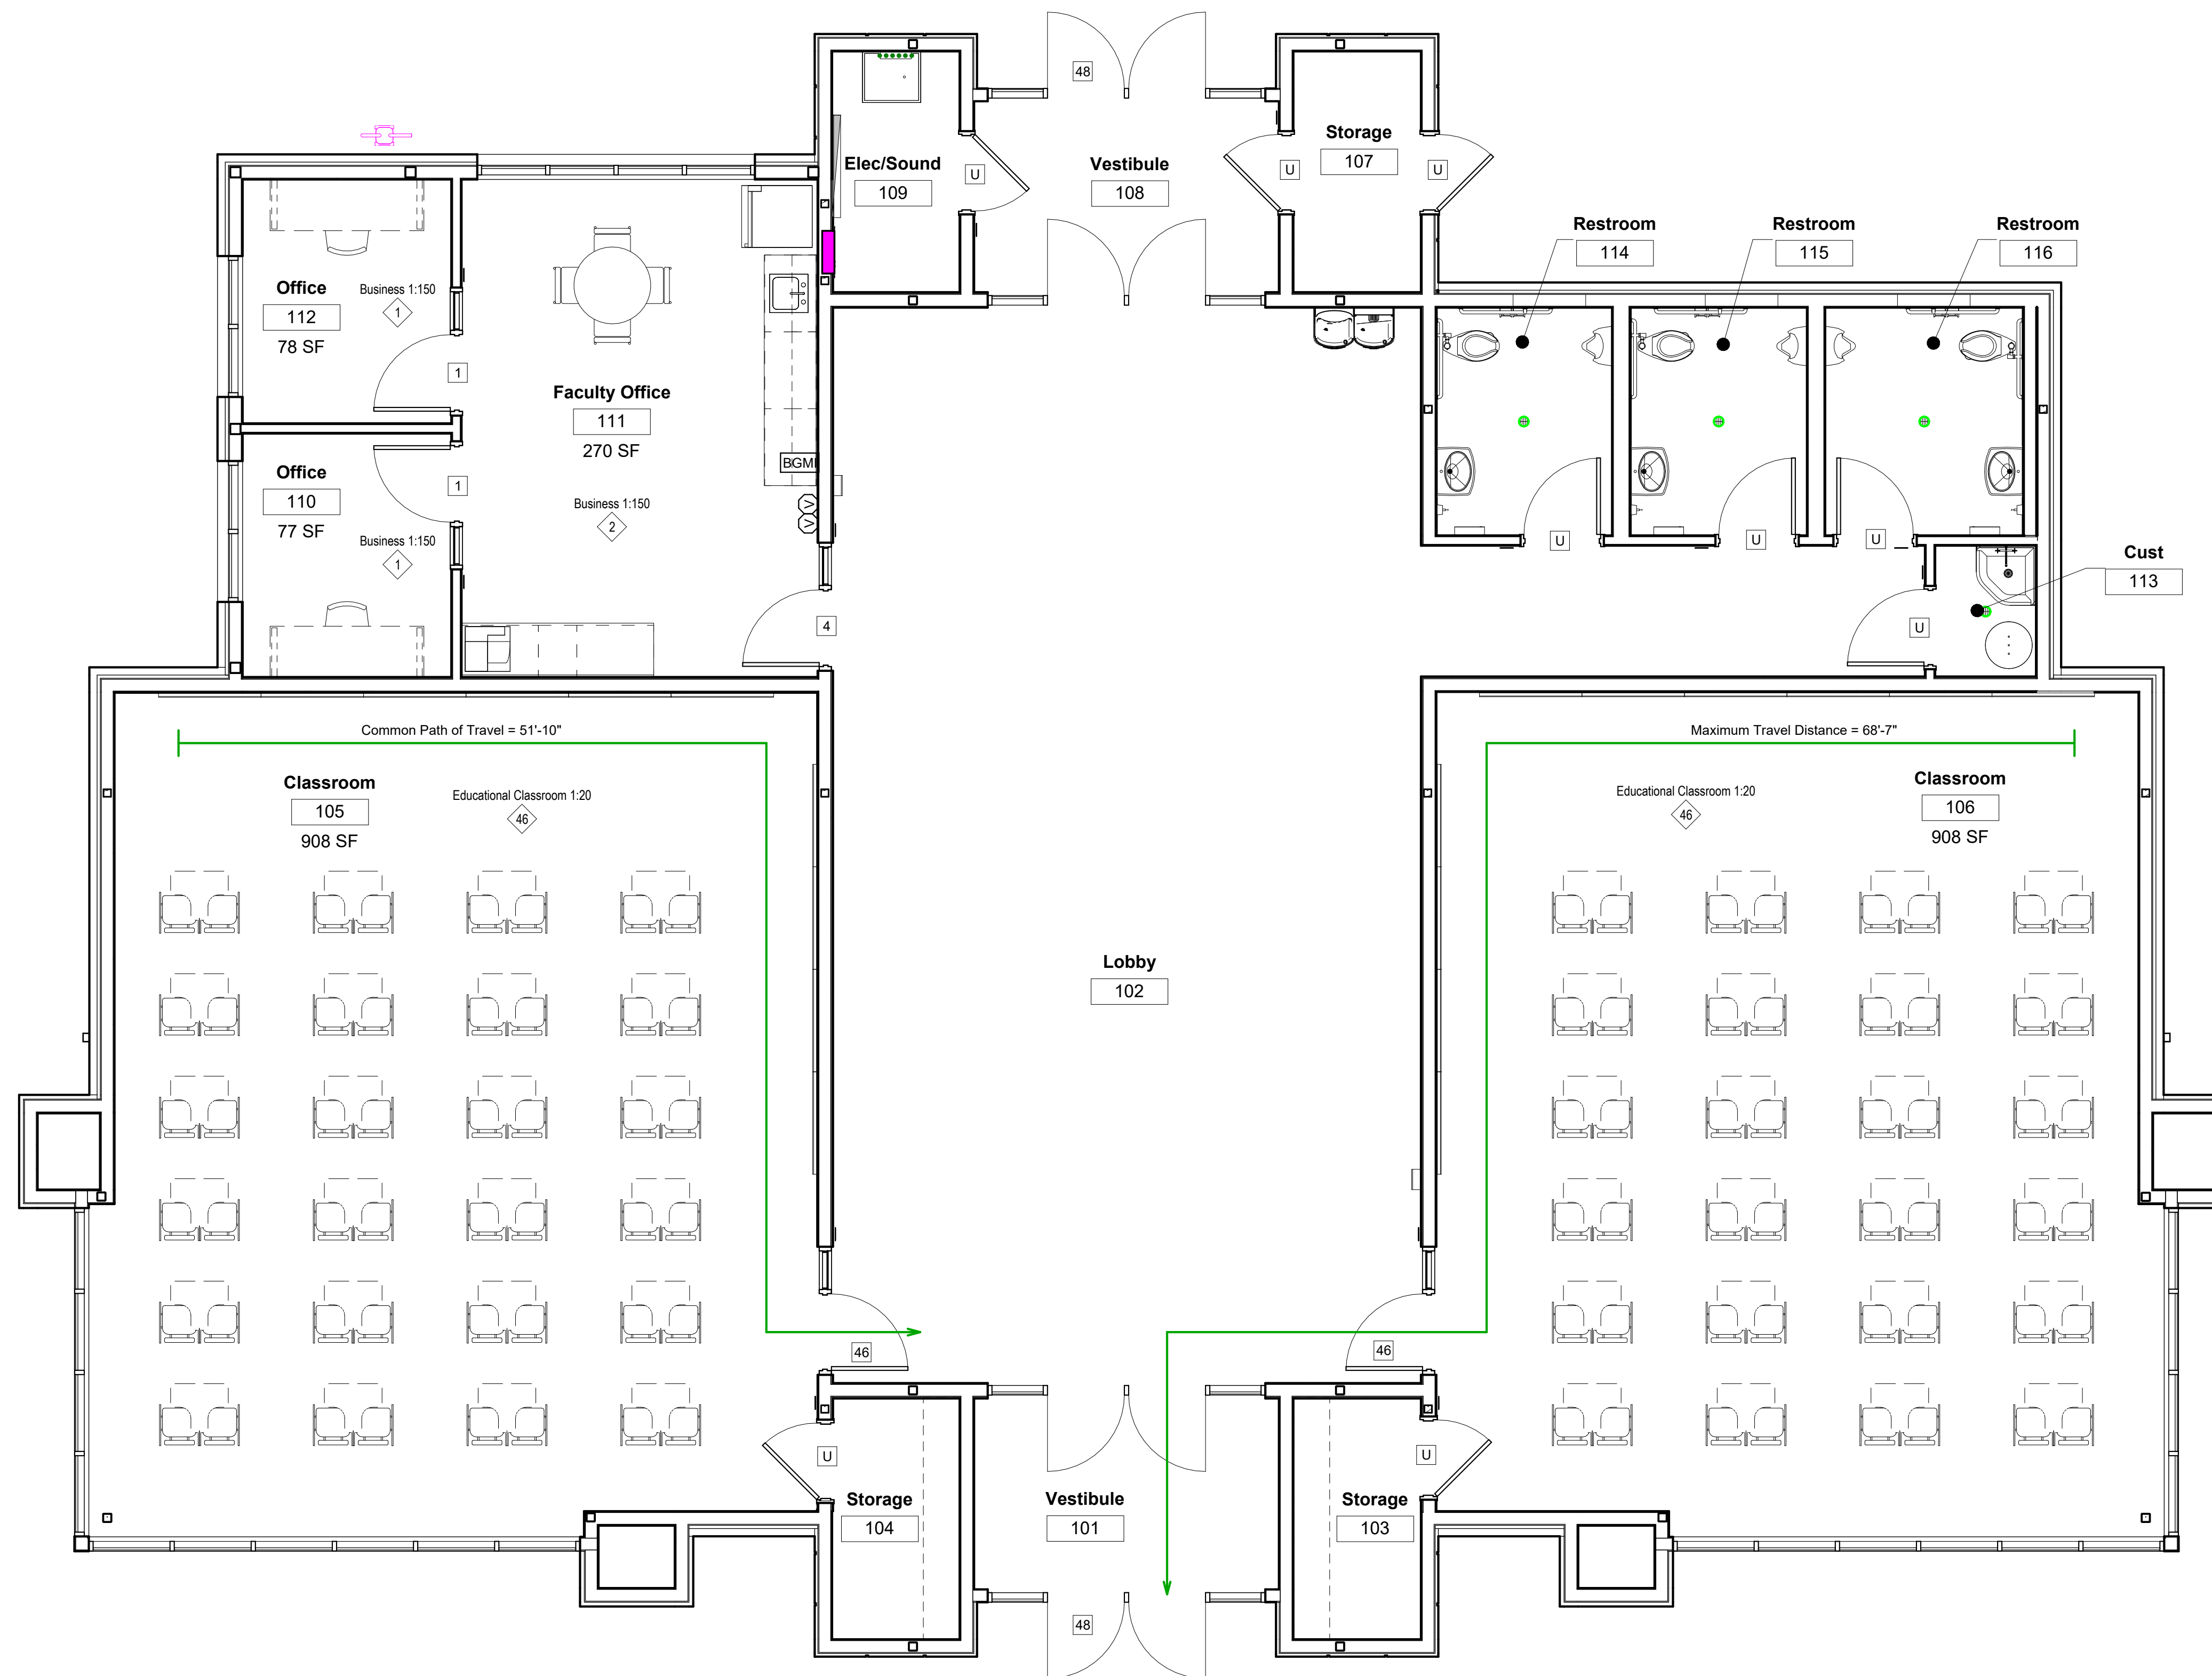 48
Elec/Sound
109
U
Vestibule
108
U
Storage
107
U
Restroom
114
Restroom
115
Restroom
116
Office
112
78 SF
Business 1:150
1
1
Faculty Office
111
270 SF
Business 1:150
2
BGMI
V
V
4
Office
110
77 SF
Business 1:150
1
1
U
U
U
U
Cust
113
Common Path of Travel = 51'-10"
Classroom
105
908 SF
Educational Classroom 1:20
46
Maximum Travel Distance = 68'-7"
Educational Classroom 1:20
46
Classroom
106
908 SF
Lobby
102
46
46
U
Storage
104
Vestibule
101
U
Storage
103
48